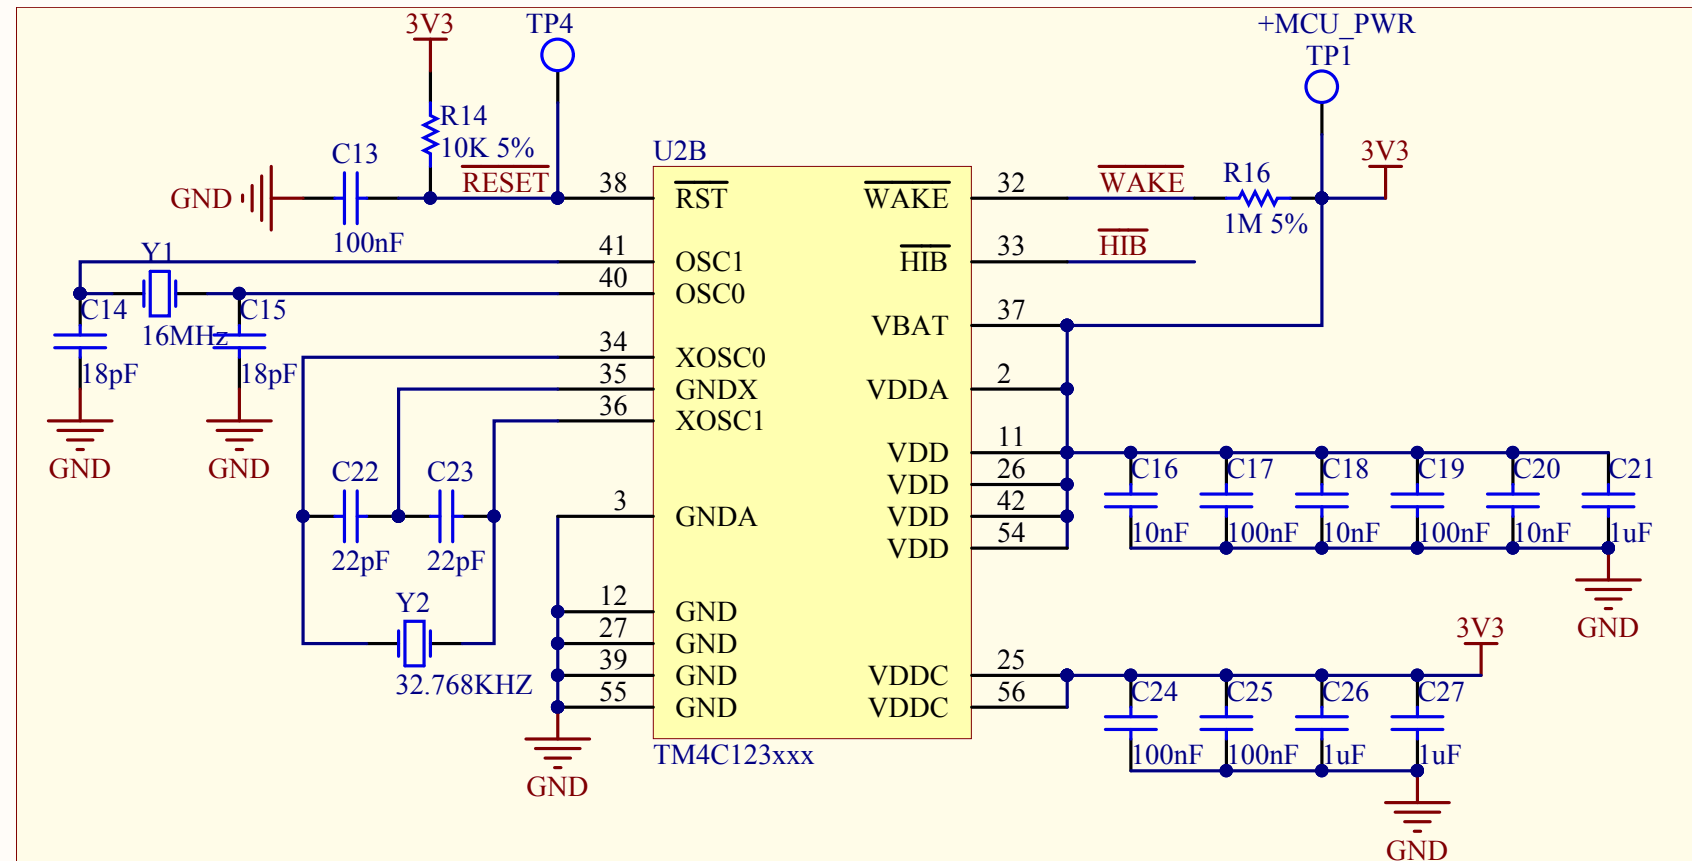 3V3
TP4
+MCU_PWR
TP1
R14
10K 5%
C13
GND
100nF
RESET
U2B
38
RST
WAKE
32
WAKE
R16
1M 5%
3V3
41
OSC1
40
OSC0
HIB
33
HIB
Y1
16MHz
C14
18pF
GND
C15
18pF
GND
VBAT
37
34
XOSC0
35
GNDX
36
XOSC1
VDDA
2
VDD
11
VDD
26
VDD
42
VDD
54
C16
10nF
C17
100nF
C18
10nF
C19
100nF
C20
10nF
C21
1uF
GND
C22
22pF
C23
22pF
Y2
32.768KHZ
3
GNDA
12
GND
27
GND
39
GND
55
GND
GND
VDDC
25
VDDC
56
3V3
C24
100nF
C25
100nF
C26
1uF
C27
1uF
GND
TM4C123xxx